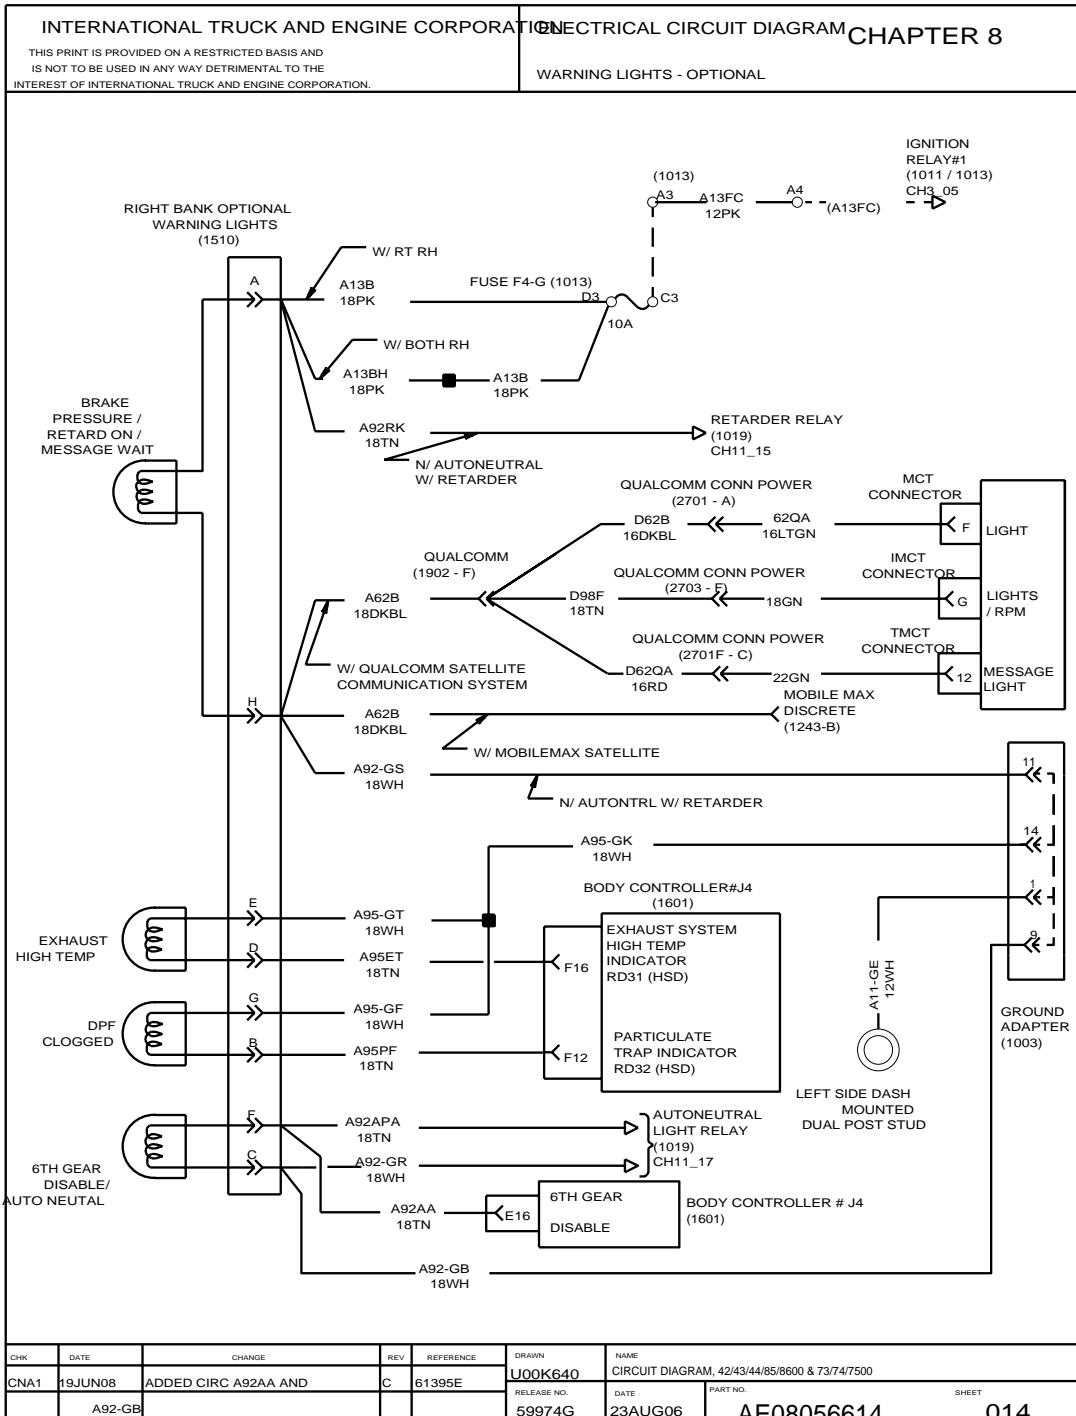 INTERNATIONAL TRUCK AND ENGINE CORPORATION
THIS PRINT IS PROVIDED ON A RESTRICTED BASIS AND
IS NOT TO BE USED IN ANY WAY DETRIMENTAL TO THE
INTEREST OF INTERNATIONAL TRUCK AND ENGINE CORPORATION.
ELECTRICAL CIRCUIT DIAGRAM
CHAPTER 8
WARNING LIGHTS - OPTIONAL
IGNITION
RELAY#1
(1011 / 1013)
CH3_05
(1013)
A3
A13FC
12PK
A4
(A13FC)
RIGHT BANK OPTIONAL
WARNING LIGHTS
(1510)
W/ RT RH
A
A13B
18PK
FUSE F4-G (1013)
D3
C3
10A
W/ BOTH RH
A13BH
18PK
A13B
18PK
BRAKE
PRESSURE /
RETARD ON /
MESSAGE WAIT
A92RK
18TN
RETARDER RELAY
(1019)
CH11_15
N/ AUTONEUTRAL
W/ RETARDER
QUALCOMM CONN POWER
(2701 - A)
MCT
CONNECTOR
D62B
16DKBL
62QA
16LTGN
F
LIGHT
QUALCOMM
(1902 - F)
QUALCOMM CONN POWER
(2703 - F)
IMCT
CONNECTOR
A62B
18DKBL
D98F
18TN
18GN
G
LIGHTS
/ RPM
QUALCOMM CONN POWER
(2701F - C)
TMCT
CONNECTOR
W/ QUALCOMM SATELLITE
COMMUNICATION SYSTEM
D62QA
16RD
22GN
12
MESSAGE
LIGHT
H
A62B
18DKBL
MOBILE MAX
DISCRETE
(1243-B)
W/ MOBILEMAX SATELLITE
A92-GS
18WH
11
N/ AUTONTRL W/ RETARDER
A95-GK
18WH
14
BODY CONTROLLER#J4
(1601)
1
E
A95-GT
18WH
EXHAUST SYSTEM
HIGH TEMP
INDICATOR
RD31 (HSD)
9
EXHAUST
HIGH TEMP
D
A95ET
18TN
F16
A11-GE
12WH
G
A95-GF
18WH
GROUND
ADAPTER
(1003)
DPF
CLOGGED
B
A95PF
18TN
F12
PARTICULATE
TRAP INDICATOR
RD32 (HSD)
LEFT SIDE DASH
MOUNTED
DUAL POST STUD
F
A92APA
18TN
AUTONEUTRAL
LIGHT RELAY
(1019)
CH11_17
C
A92-GR
18WH
6TH GEAR
DISABLE/
AUTO NEUTAL
A92AA
18TN
E16
6TH GEAR
DISABLE
BODY CONTROLLER # J4
(1601)
A92-GB
18WH
CHK DATE CHANGE REV REFERENCE
CNA1 19JUN08 ADDED CIRC A92AA AND C 61395E
A92-GB
DRAWN
U00K640
NAME
CIRCUIT DIAGRAM, 42/43/44/85/8600 & 73/74/7500
RELEASE NO.
59974G
DATE
23AUG06
PART NO.
AE08056614
SHEET
014